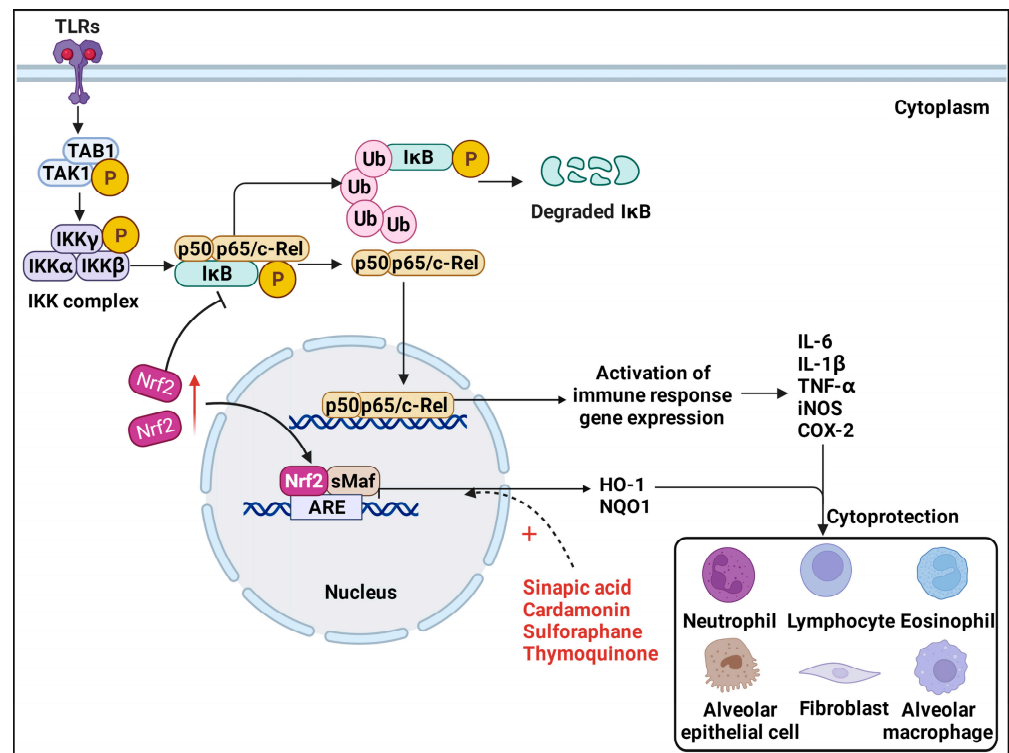 TLRs
Cytoplasm
TAB1
TAK1
P
Ub
IκB
P
Ub
Ub
Ub
Degraded IκB
IKKγ
P
IKKα
IKKβ
IKK complex
p50
p65/c-Rel
IκB
P
p50
p65/c-Rel
Nrf2
Nrf2
p50
p65/c-Rel
Activation of
immune response
gene expression
IL-6
IL-1β
TNF-α
iNOS
COX-2
Nrf2
sMaf
ARE
HO-1
NQO1
Cytoprotection
+
Nucleus
Sinapic acid
Cardamonin
Sulforaphane
Thymoquinone
Neutrophil
Lymphocyte
Eosinophil
Alveolar
epithelial cell
Fibroblast
Alveolar
macrophage